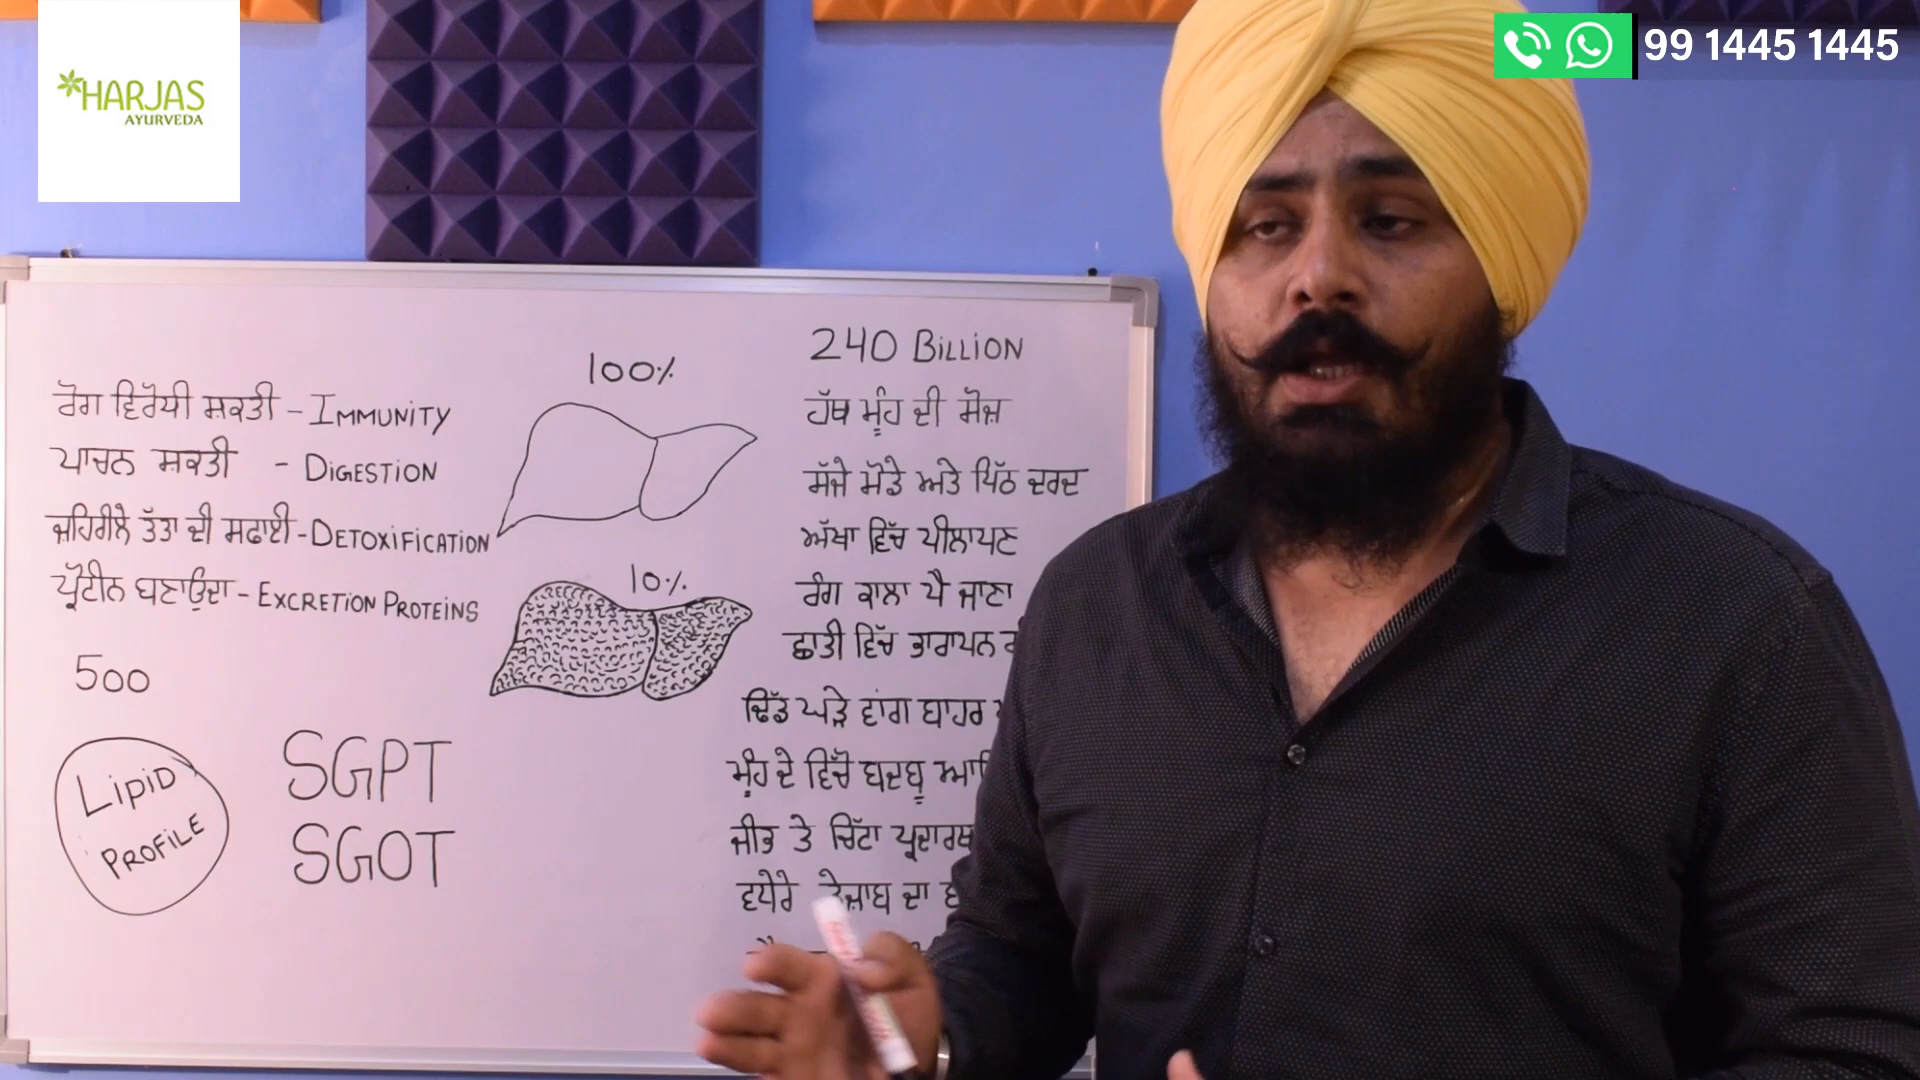 HARJAS
AYURVEDA
99 1445 1445
ਰੋਗ ਵਿਰੋਧੀ ਸ਼ਕਤੀ - IMMUNITY
ਪਾਚਨ ਸ਼ਕਤੀ - DIGESTION
ਜ਼ਹਿਰੀਲੇ ਤੱਤਾ ਦੀ ਸਫਾਈ - DETOXIFICATION
ਪ੍ਰੋਟੀਨ ਬਣਾਉਂਦਾ - EXCRETION PROTEINS
500
LIPID
PROFILE
SGPT
SGOT
100%
10%
240 BILLION
ਹੱਥ ਮੂੰਹ ਦੀ ਸੋਜ਼
ਸੱਜੇ ਮੋਢੇ ਅਤੇ ਪਿੱਠ ਦਰਦ
ਅੱਖਾ ਵਿੱਚ ਪੀਲਾਪਣ
ਰੰਗ ਕਾਲਾ ਪੈ ਜਾਣਾ
ਛਾਤੀ ਵਿੱਚ ਭਾਰਾਪਨ
ਢਿੱਡ ਘੜੇ ਵਾਂਗ ਬਾਹਰ
ਮੂੰਹ ਦੇ ਵਿੱਚੋ ਬਦਬੂ
ਜੀਭ ਤੇ ਚਿੱਟਾ
ਤੇਜ਼ਾਬ ਦਾ